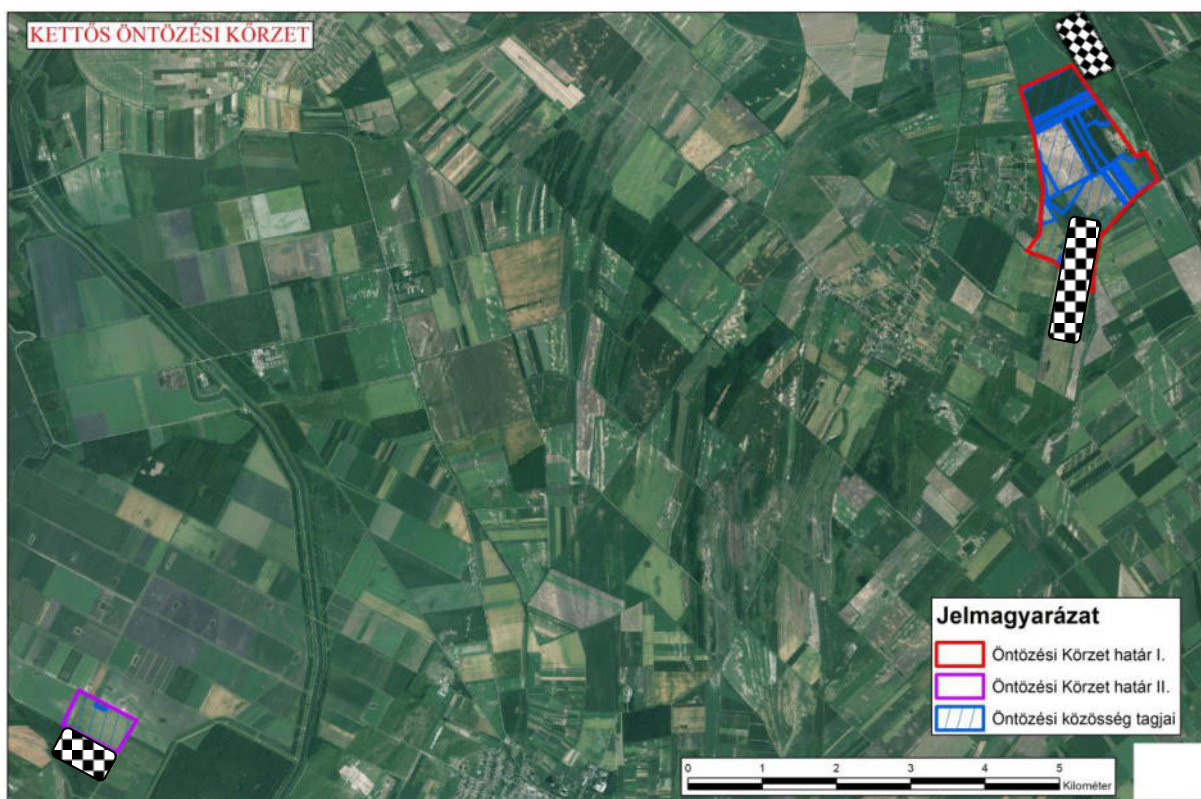 KETTŐS ÖNTÖZÉSI KŐRZET
Jelmagyarázat
Öntözési Körzet határ I.
Öntözési Körzet határ II.
Öntözési közösség tagjai
0 1 2 3 4 5
Kilométer